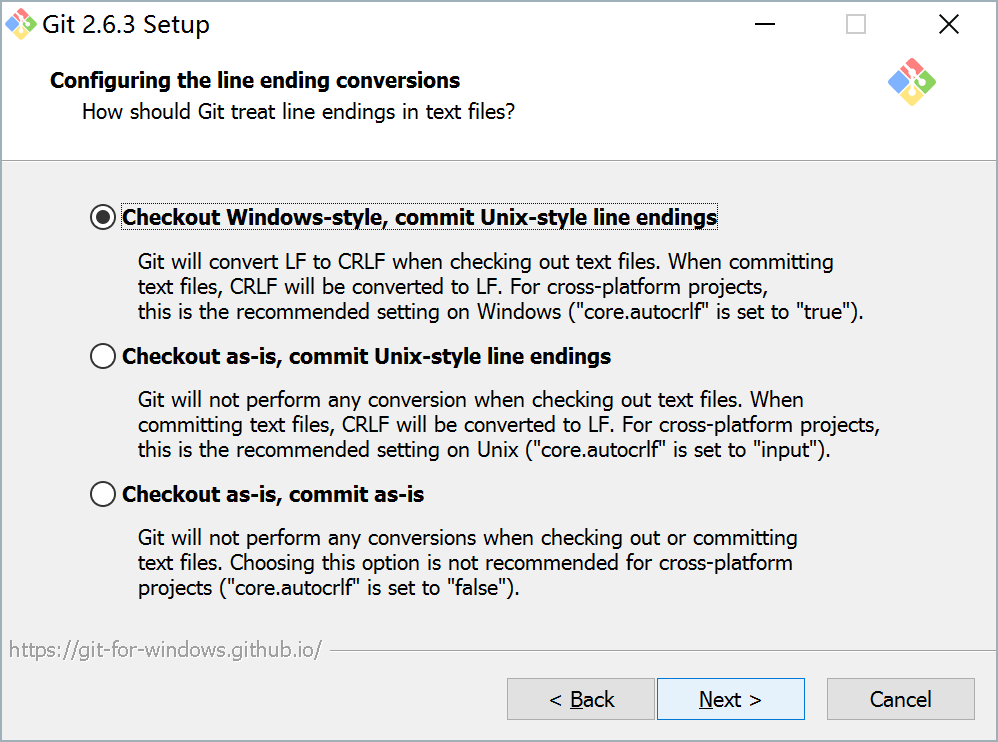 Git 2.6.3 Setup
Configuring the line ending conversions
How should Git treat line endings in text files?
Checkout Windows-style, commit Unix-style line endings
Git will convert LF to CRLF when checking out text files. When committing
text files, CRLF will be converted to LF. For cross-platform projects,
this is the recommended setting on Windows ("core.autocrlf" is set to "true").
Checkout as-is, commit Unix-style line endings
Git will not perform any conversion when checking out text files. When
committing text files, CRLF will be converted to LF. For cross-platform projects,
this is the recommended setting on Unix ("core.autocrlf" is set to "input").
Checkout as-is, commit as-is
Git will not perform any conversions when checking out or committing
text files. Choosing this option is not recommended for cross-platform
projects ("core.autocrlf" is set to "false").
https://git-for-windows.github.io/
< Back
Next >
Cancel